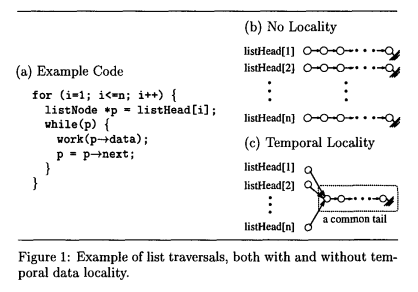 (a) Example Code
for (i=1; i<=n; i++) {
listNode *p = listHead[i];
while(p) {
work(p→data);
p = p→next;
}
}
(b) No Locality
listHead[1]
listHead[2]
listHead[n]
(c) Temporal Locality
listHead[1]
listHead[2]
listHead[n]
a common tail
Figure 1: Example of list traversals, both with and without tem-
poral data locality.